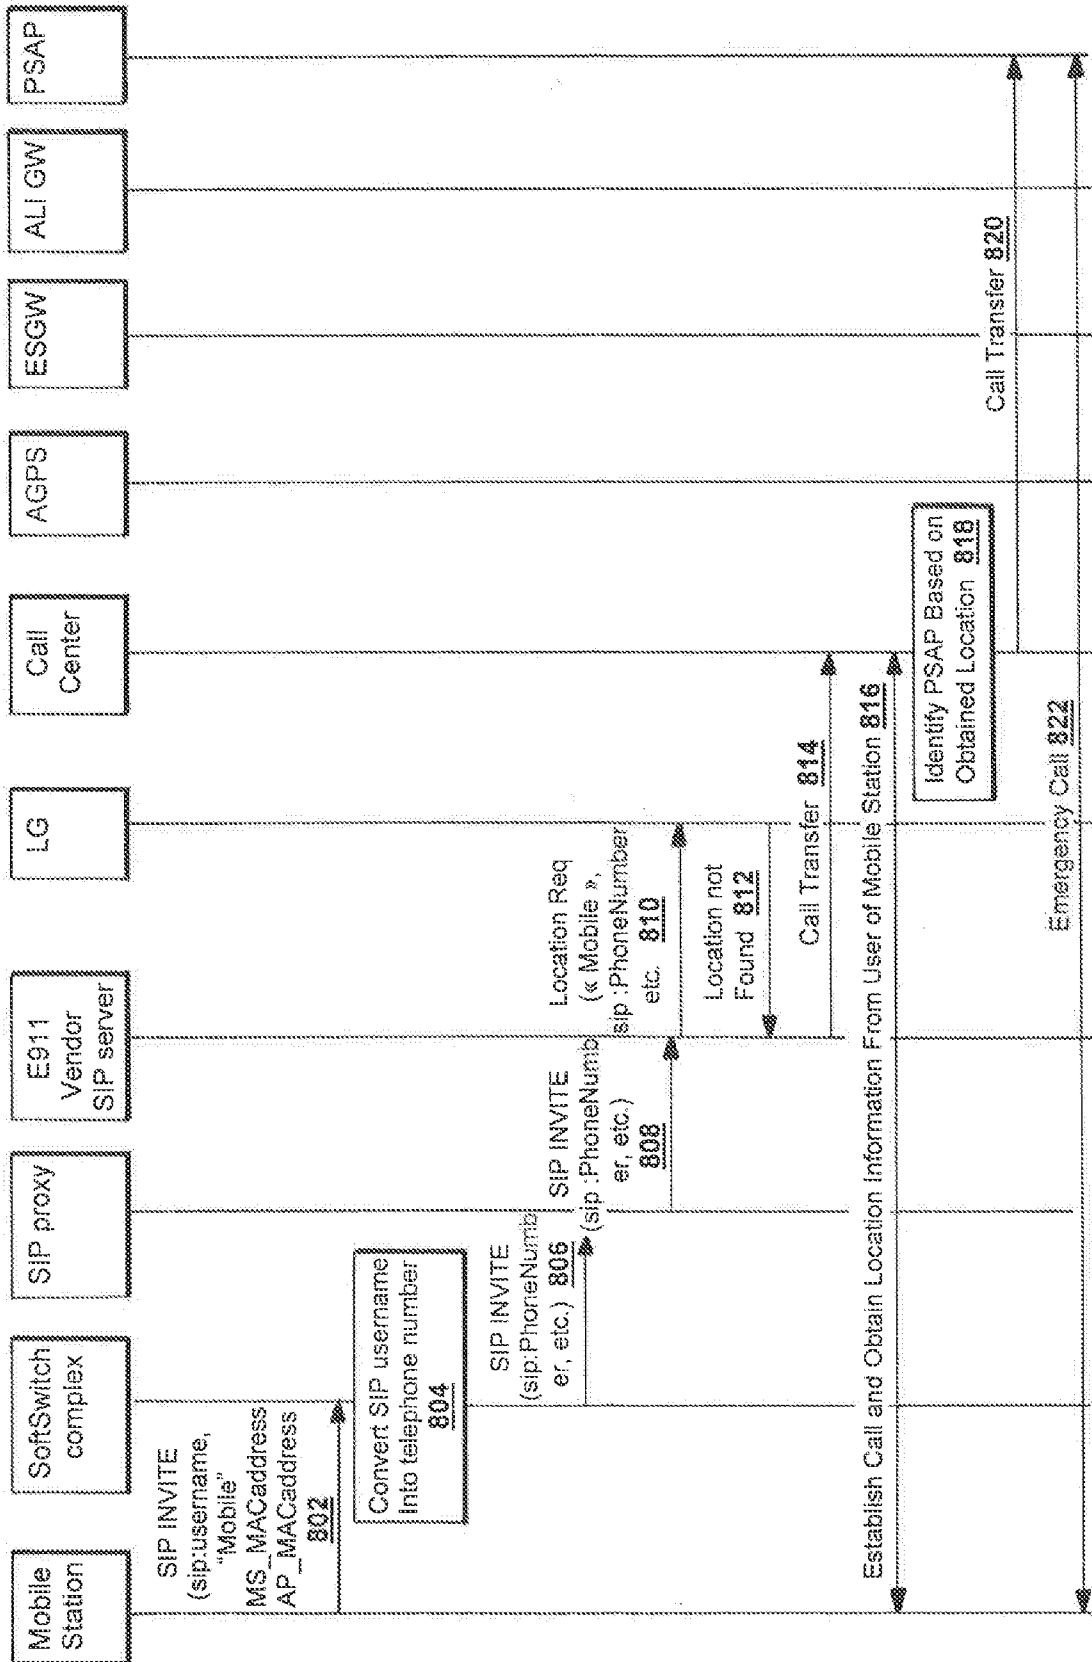 Mobile
Station
SoftSwitch
complex
SIP proxy
E911
Vendor
SIP server
LG
Call
Center
AGPS
ESGW
ALI GW
PSAP
SIP INVITE
(sip:username,
"Mobile"
MS_MACaddress
AP_MACaddress
802
Convert SIP username
Into telephone number
804
SIP INVITE
(sip:PhoneNumb
er, etc.) 806
SIP INVITE
(sip :PhoneNumb
er, etc.)
808
Location Req
(« Mobile »,
sip :PhoneNumber
etc. 810
Location not
Found 812
Call Transfer 814
Establish Call and Obtain Location Information From User of Mobile Station 816
Identify PSAP Based on
Obtained Location 818
Call Transfer 820
Emergency Call 822